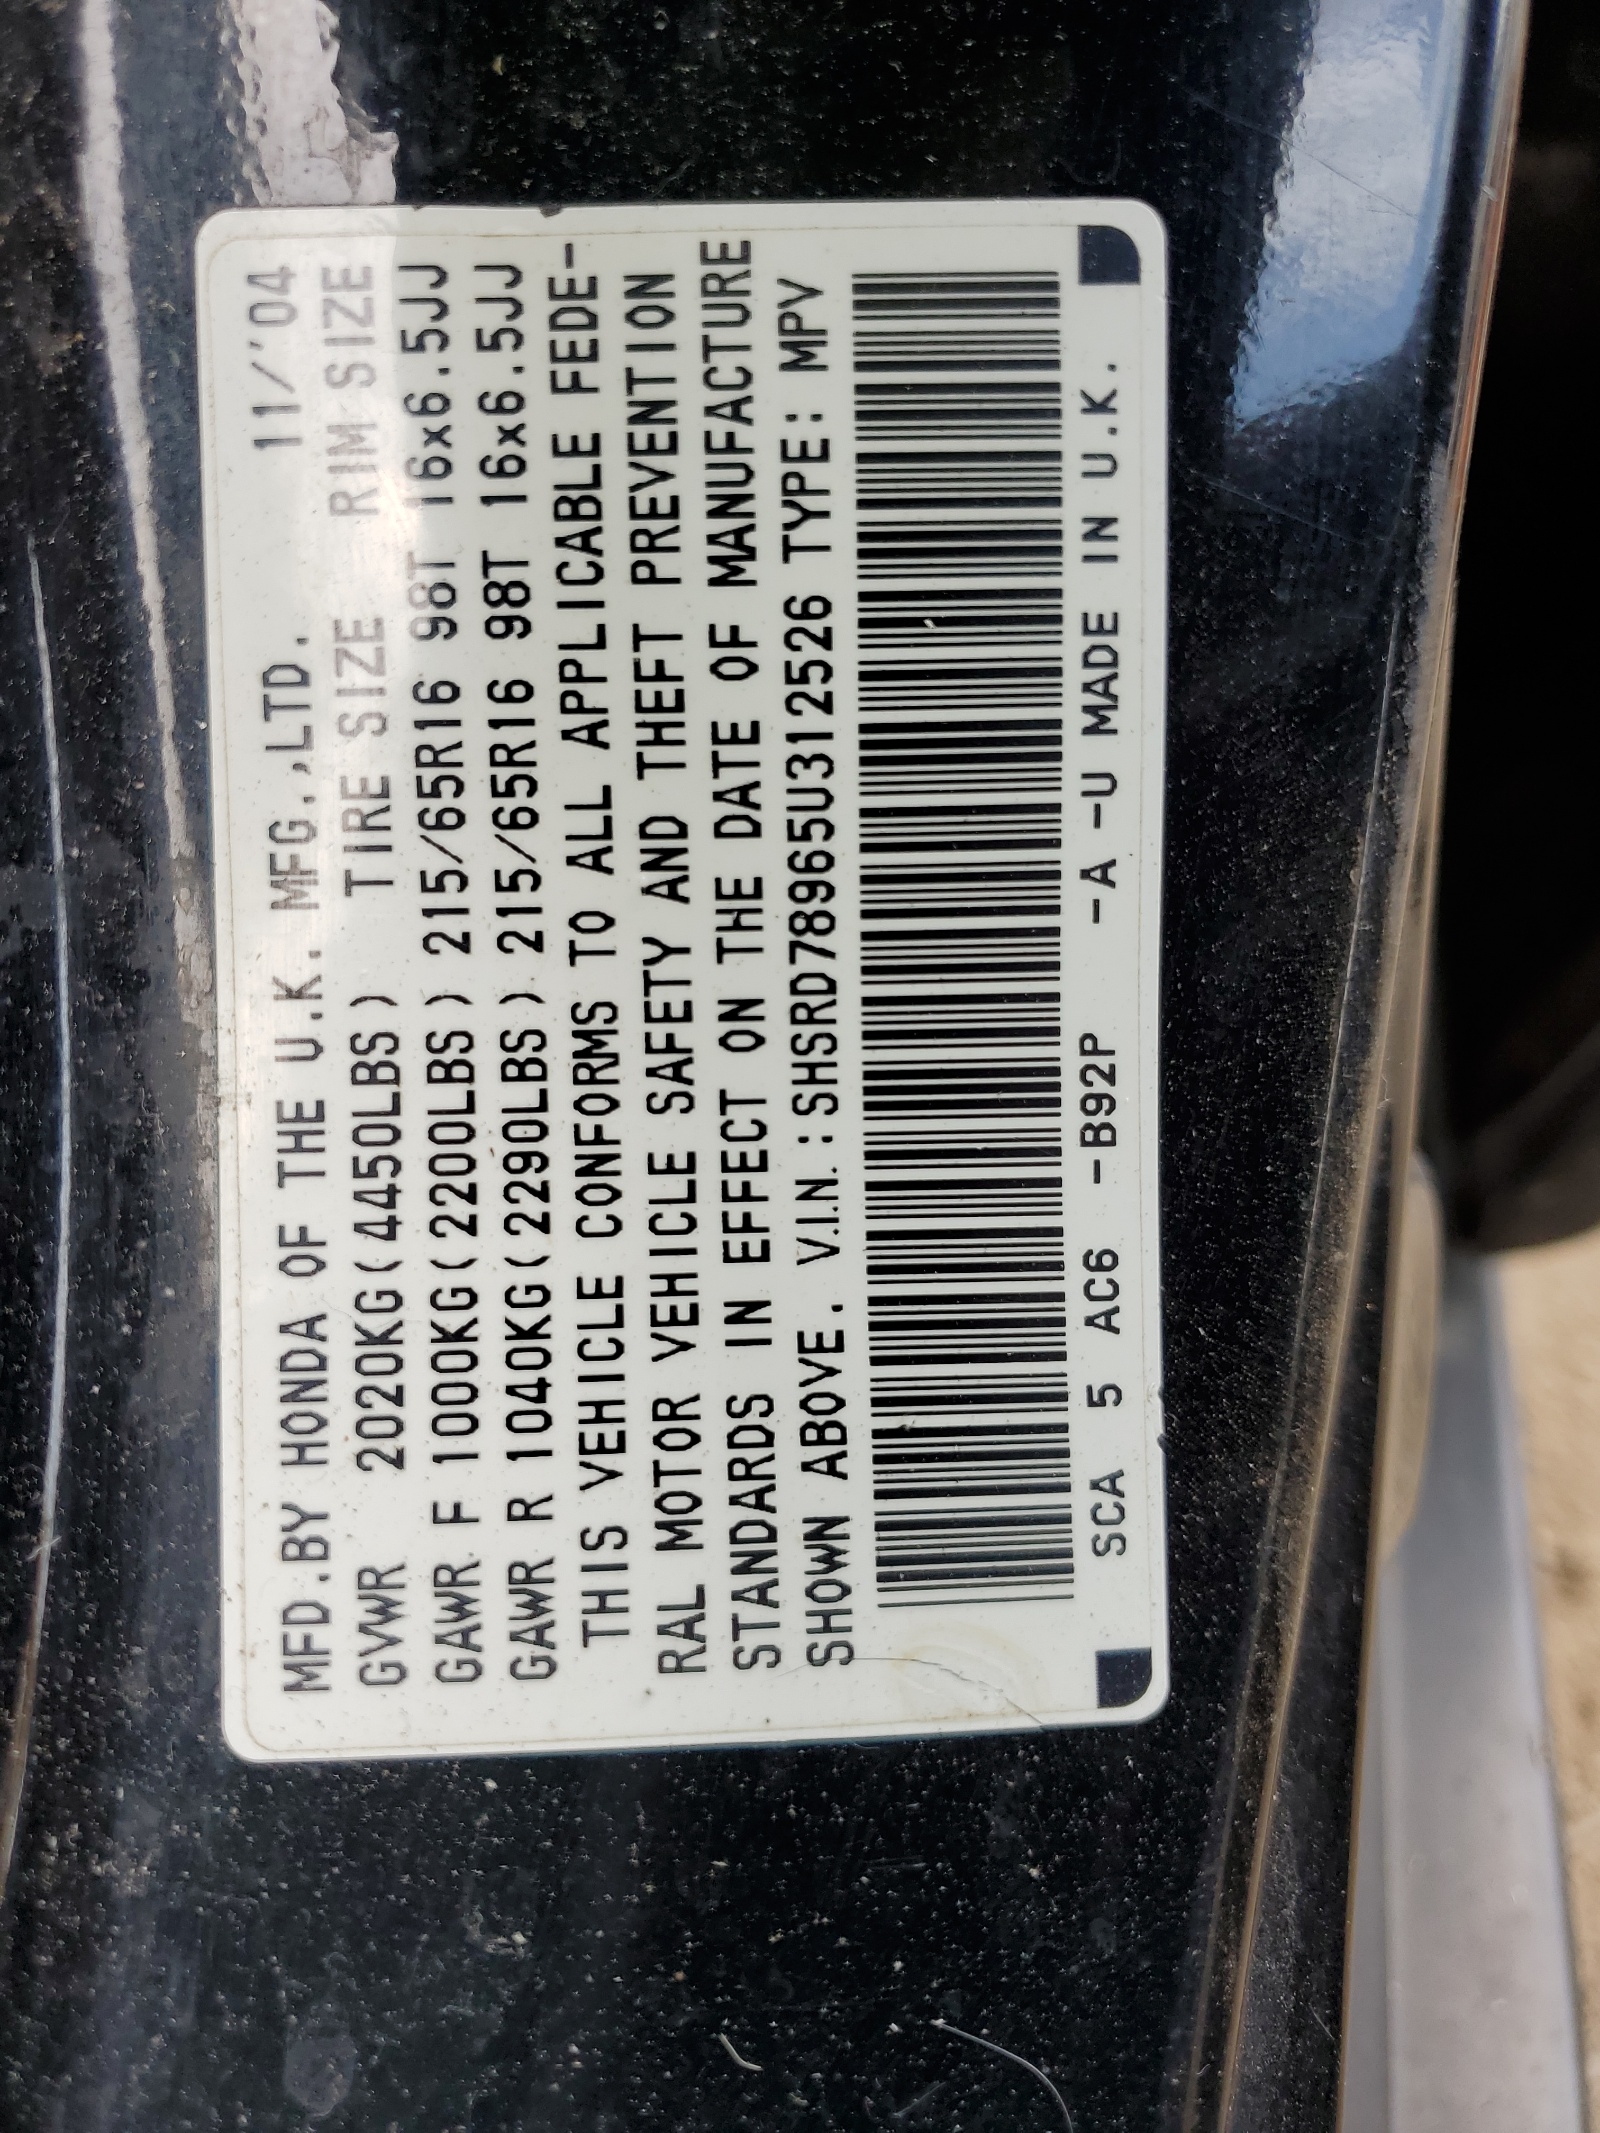 MFD.BY HONDA OF THE U.K. MFG.,LTD. 11/'04
GVWR 2020KG(4450LBS) TIRE SIZE RIM SIZE
GAWR F 1000KG(2200LBS) 215/65R16 98T 16x6.5JJ
GAWR R 1040KG(2290LBS) 215/65R16 98T 16x6.5JJ
THIS VEHICLE CONFORMS TO ALL APPLICABLE FEDE-
RAL MOTOR VEHICLE SAFETY AND THEFT PREVENTION
STANDARDS IN EFFECT ON THE DATE OF MANUFACTURE
SHOWN ABOVE. V.I.N.:SHSRD78965U312526 TYPE: MPV
SCA 5 AC6 -B92P -A -U MADE IN U.K.